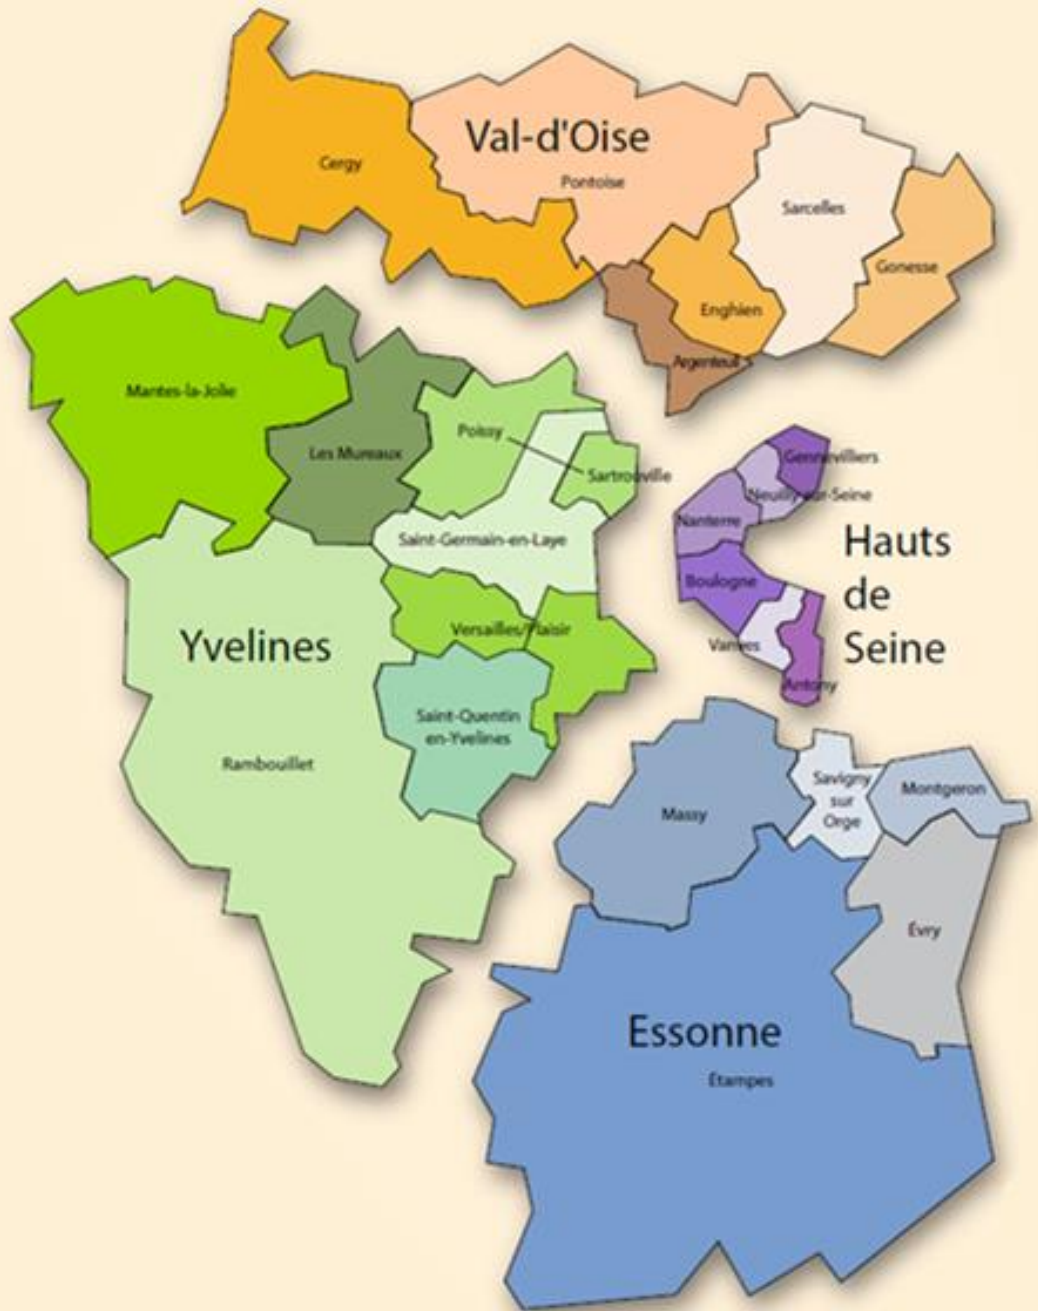 Val-d'Oise
Cergy
Pontoise
Sarcelles
Gonesse
Enghien
Argenteuil
Mantes-la-Jolie
Les Mureaux
Poissy
Sartrouville
Saint-Germain-en-Laye
Versailles/Plaisir
Yvelines
Saint-Quentin
en-Yvelines
Rambouillet
Gennevilliers
Neuilly-sur-Seine
Nanterre
Boulogne
Vanves
Antony
Hauts
de
Seine
Massy
Savigny
sur
Orge
Montgeron
Évry
Essonne
Étampes